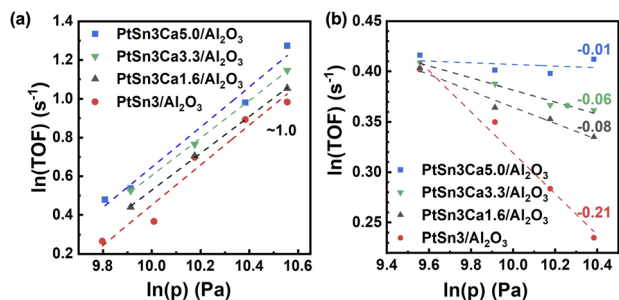 (a)
PtSn3Ca5.0/Al₂O₃
PtSn3Ca3.3/Al₂O₃
PtSn3Ca1.6/Al₂O₃
PtSn3/Al₂O₃
~1.0
ln(TOF) (s⁻¹)
1.4
1.2
1.0
0.8
0.6
0.4
0.2
9.8
10.0
10.2
10.4
10.6
ln(p) (Pa)
(b)
-0.01
-0.06
-0.08
-0.21
PtSn3Ca5.0/Al₂O₃
PtSn3Ca3.3/Al₂O₃
PtSn3Ca1.6/Al₂O₃
PtSn3/Al₂O₃
ln(TOF) (s⁻¹)
0.45
0.40
0.35
0.30
0.25
9.4
9.6
9.8
10.0
10.2
10.4
ln(p) (Pa)